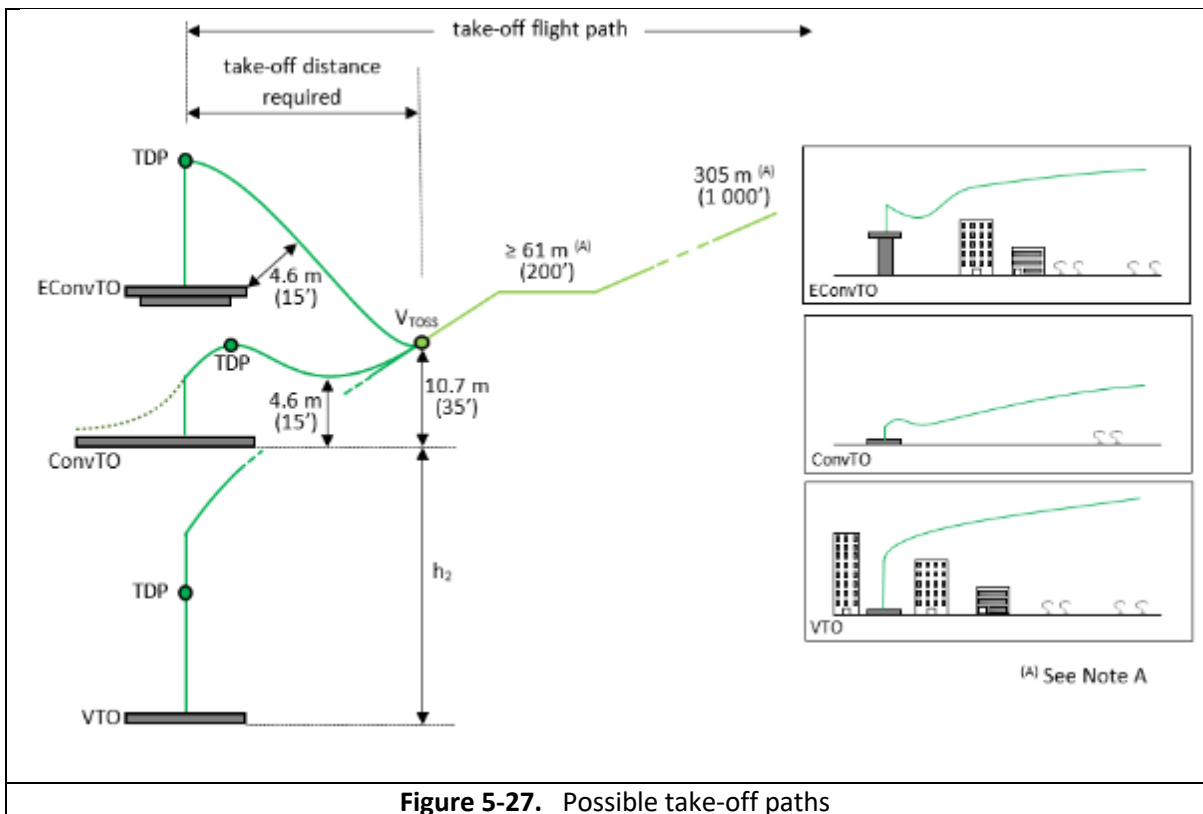 take-off flight path
take-off distance
required
TDP
305 m (A)
(1 000’)
≥ 61 m (A)
(200’)
4.6 m
(15’)
EConvTO
EConvTO
VTOSS
TDP
10.7 m
(35’)
4.6 m
(15’)
ConvTO
ConvTO
h2
TDP
VTO
(A) See Note A
VTO
Figure 5-27. Possible take-off paths